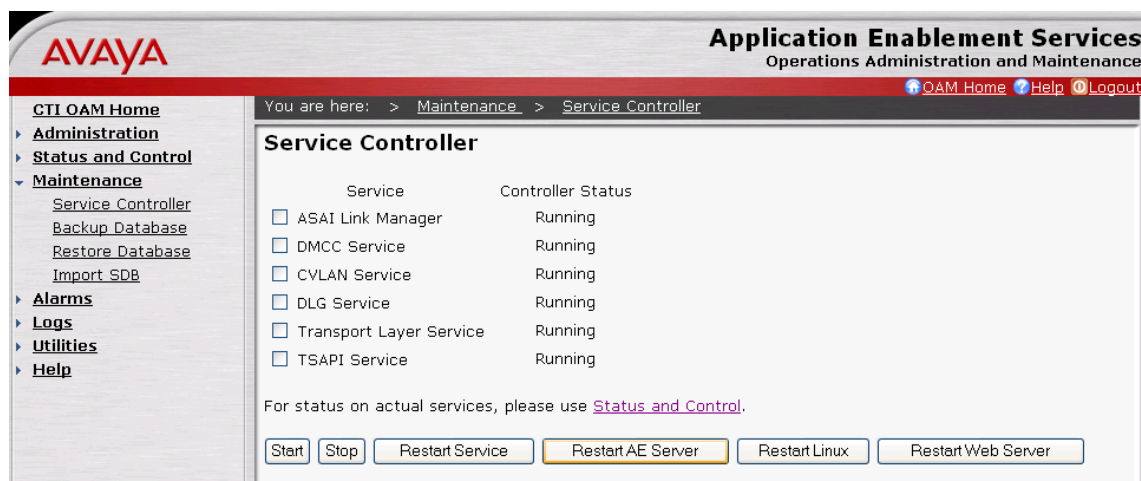 AVAYA
Application Enablement Services
Operations Administration and Maintenance
OAM Home ?Help Logout
CTI OAM Home
Administration
Status and Control
Maintenance
Service Controller
Backup Database
Restore Database
Import SDB
Alarms
Logs
Utilities
Help
You are here: > Maintenance > Service Controller
Service Controller
Service Controller Status
ASAI Link Manager Running
DMCC Service Running
CVLAN Service Running
DLG Service Running
Transport Layer Service Running
TSAPI Service Running
For status on actual services, please use Status and Control.
Start Stop Restart Service Restart AE Server Restart Linux Restart Web Server